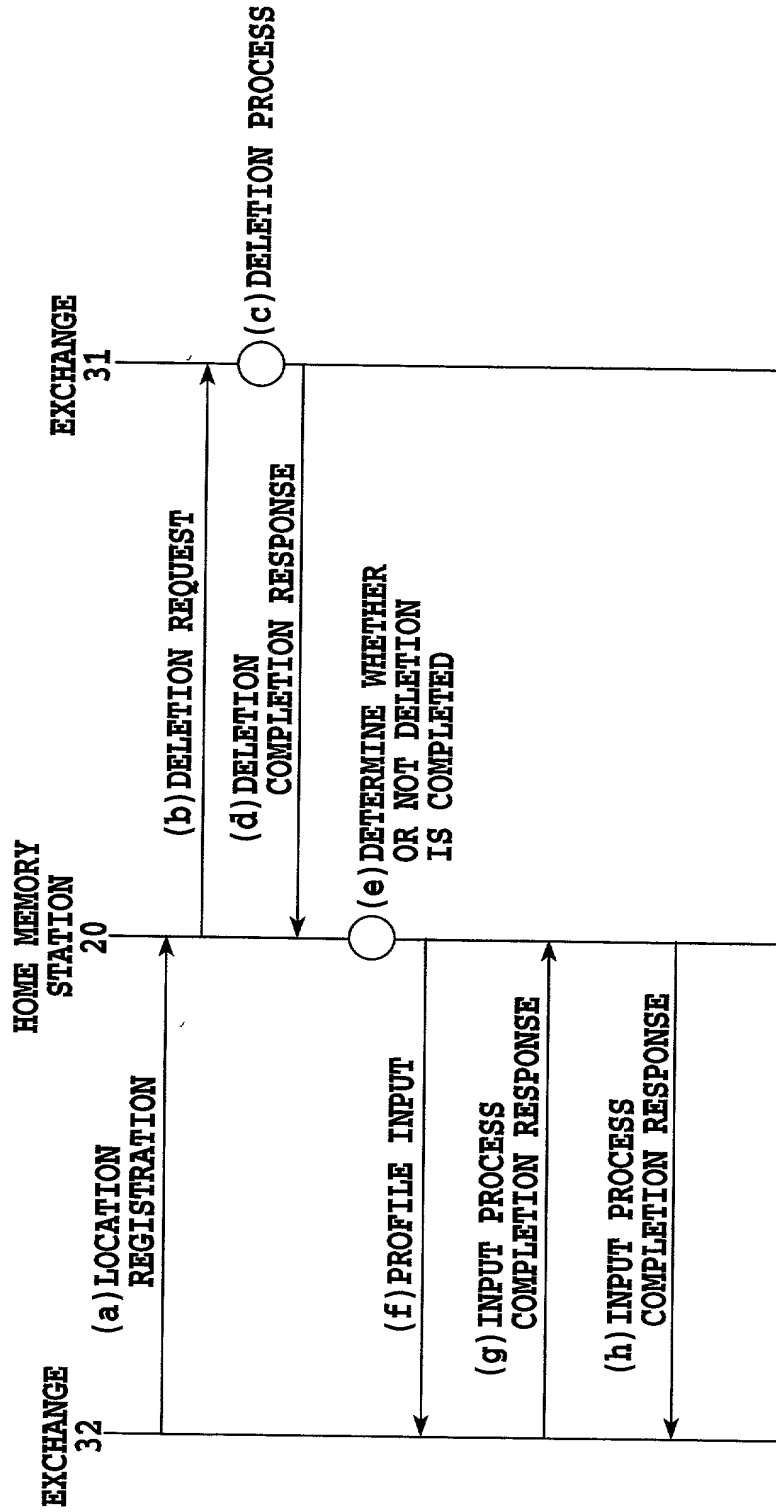 EXCHANGE
32
HOME MEMORY
STATION
20
EXCHANGE
31
(a)LOCATION
REGISTRATION
(b)DELETION REQUEST
(c)DELETION PROCESS
(d)DELETION
COMPLETION RESPONSE
(e)DETERMINE WHETHER
OR NOT DELETION
IS COMPLETED
(f)PROFILE INPUT
(g)INPUT PROCESS
COMPLETION RESPONSE
(h)INPUT PROCESS
COMPLETION RESPONSE